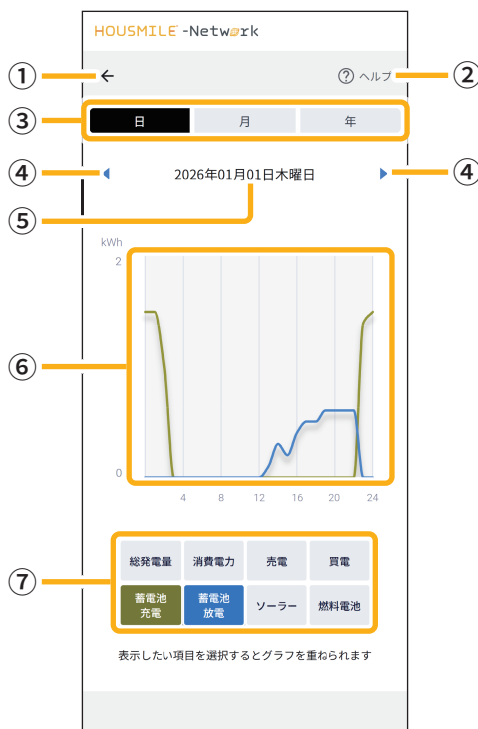 HOUSMILE-Netwrk
① ← ? ヘルプ ②
③ 日 月 年
④ 2026年01月01日木曜日 ④
⑤
kWh
2
⑥
0
4 8 12 16 20 24
総発電量 消費電力 売電 買電
⑦
蓄電池 蓄電池 ソーラー 燃料電池
充電 放電
表示したい項目を選択するとグラフを重ねられます